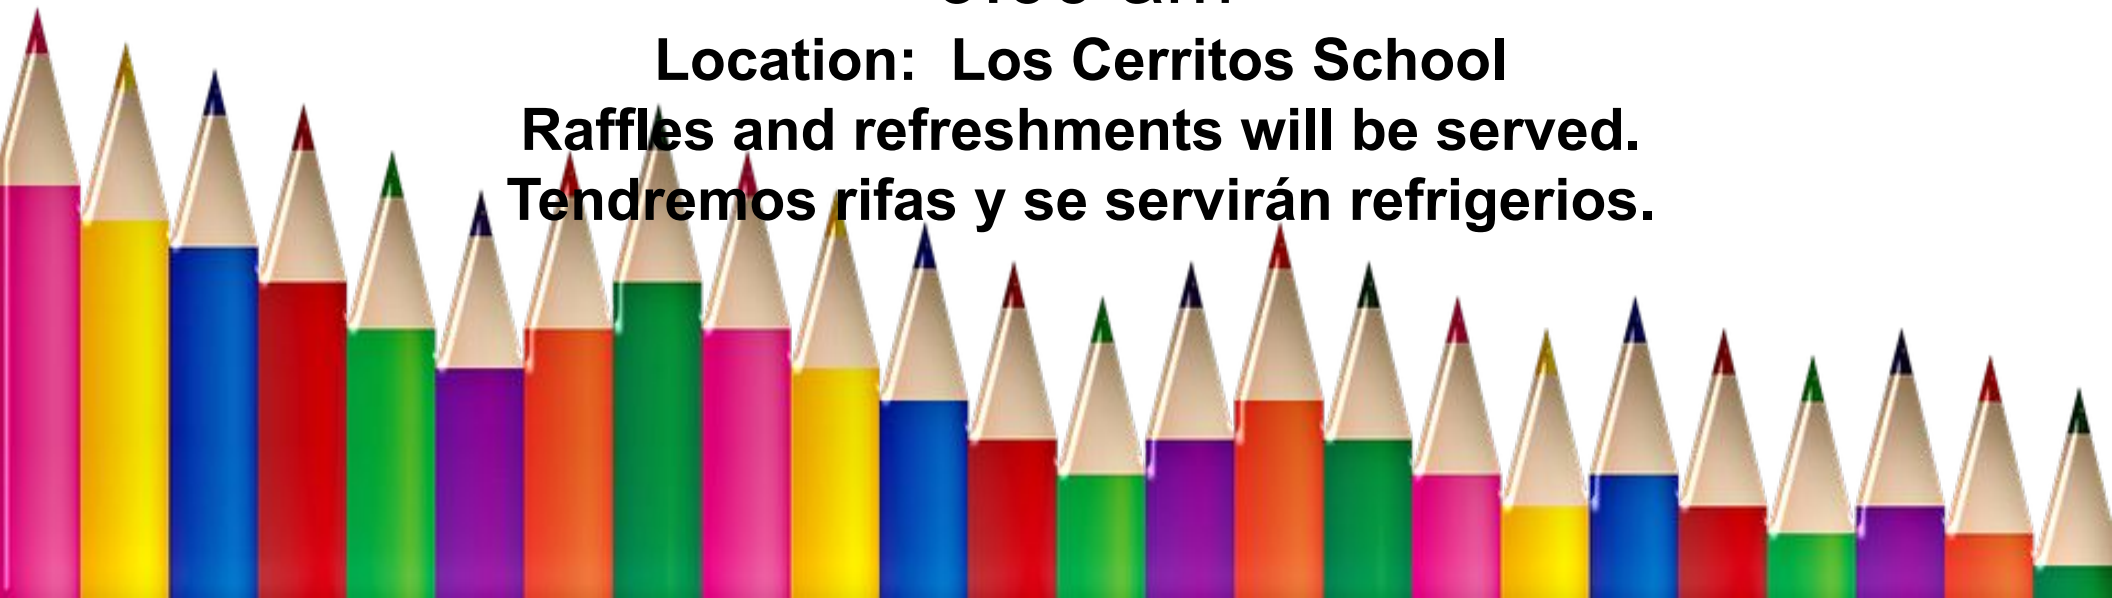 Location:  Los Cerritos School
Raffles and refreshments will be served.
Tendremos rifas y se servirán refrigerios.